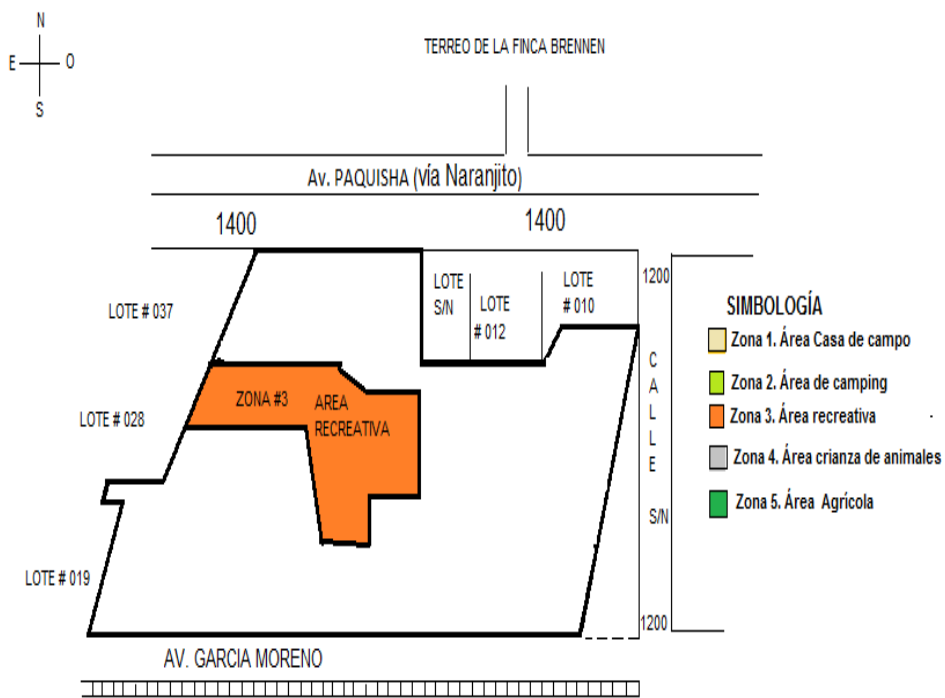 N
E O
S
TERREO DE LA FINCA BRENNEN
Av. PAQUISHA (vía Naranjito)
1400
1400
LOTE # 037
LOTE S/N
LOTE # 012
LOTE # 010
1200
CALLE S/N
1200
LOTE # 028
ZONA #3
AREA RECREATIVA
LOTE # 019
AV. GARCIA MORENO
SIMBOLOGÍA
Zona 1. Área Casa de campo
Zona 2. Área de camping
Zona 3. Área recreativa
Zona 4. Área crianza de animales
Zona 5. Área Agrícola